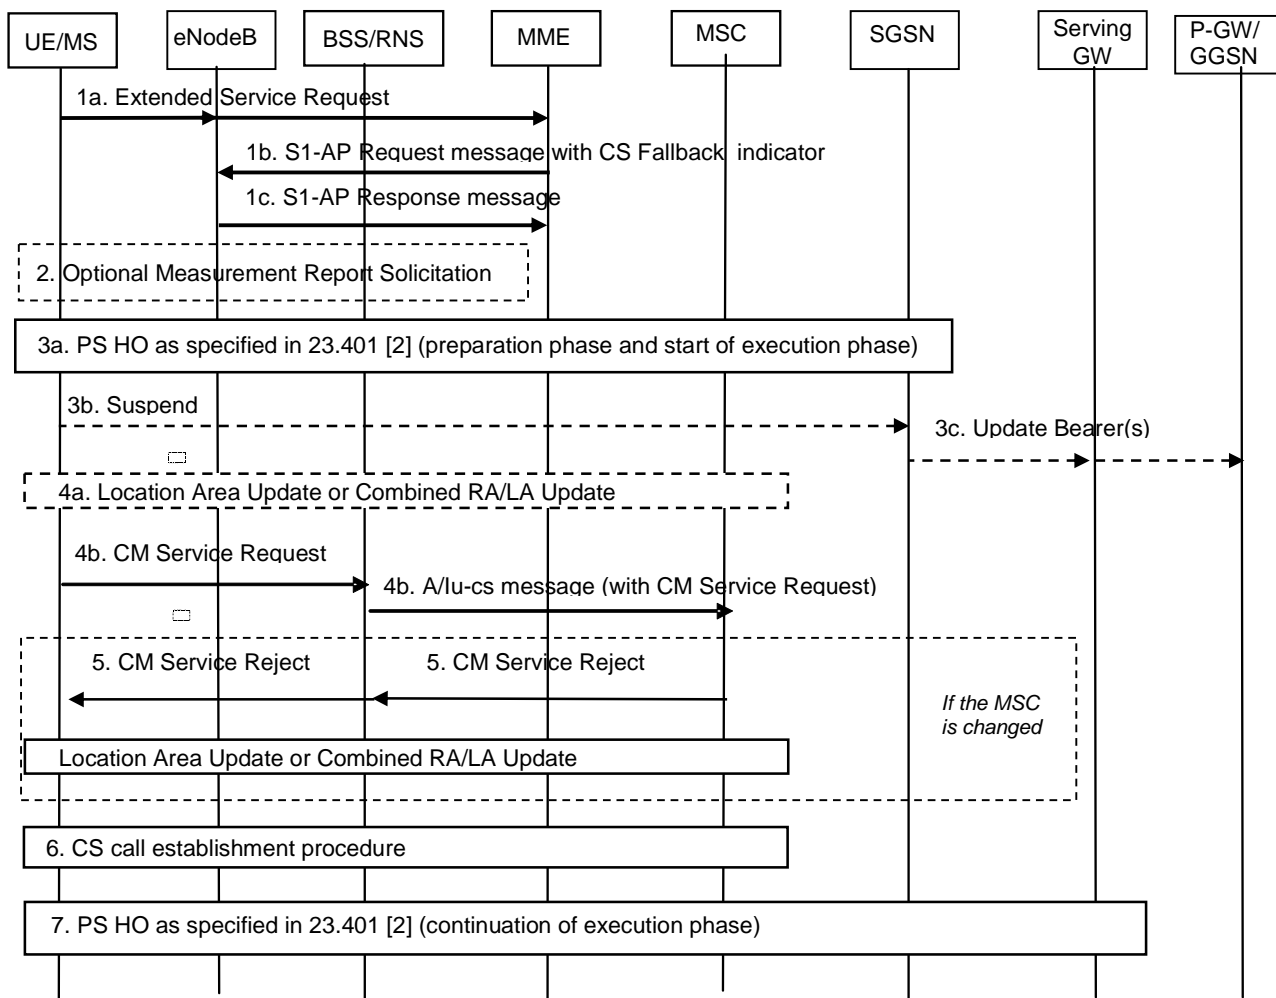 UE/MS
eNodeB
BSS/RNS
MME
MSC
SGSN
Serving
GW
P-GW/
GGSN
1a. Extended Service Request
1b. S1-AP Request message with CS Fallback indicator
1c. S1-AP Response message
2. Optional Measurement Report Solicitation
3a. PS HO as specified in 23.401 [2] (preparation phase and start of execution phase)
3b. Suspend
3c. Update Bearer(s)
4a. Location Area Update or Combined RA/LA Update
4b. CM Service Request
4b. A/Iu-cs message (with CM Service Request)
5. CM Service Reject
5. CM Service Reject
If the MSC
is changed
Location Area Update or Combined RA/LA Update
6. CS call establishment procedure
7. PS HO as specified in 23.401 [2] (continuation of execution phase)